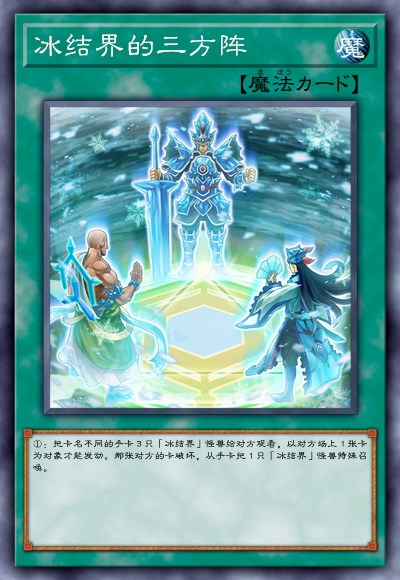 冰结界的三方阵
魔
【魔法カード】
ま ほう
①：把卡名不同的手卡３只「冰结界」怪兽给对方观看，以对方场上１张卡
为对象才能发动。那张对方的卡破坏，从手卡把１只「冰结界」怪兽特殊召
唤。